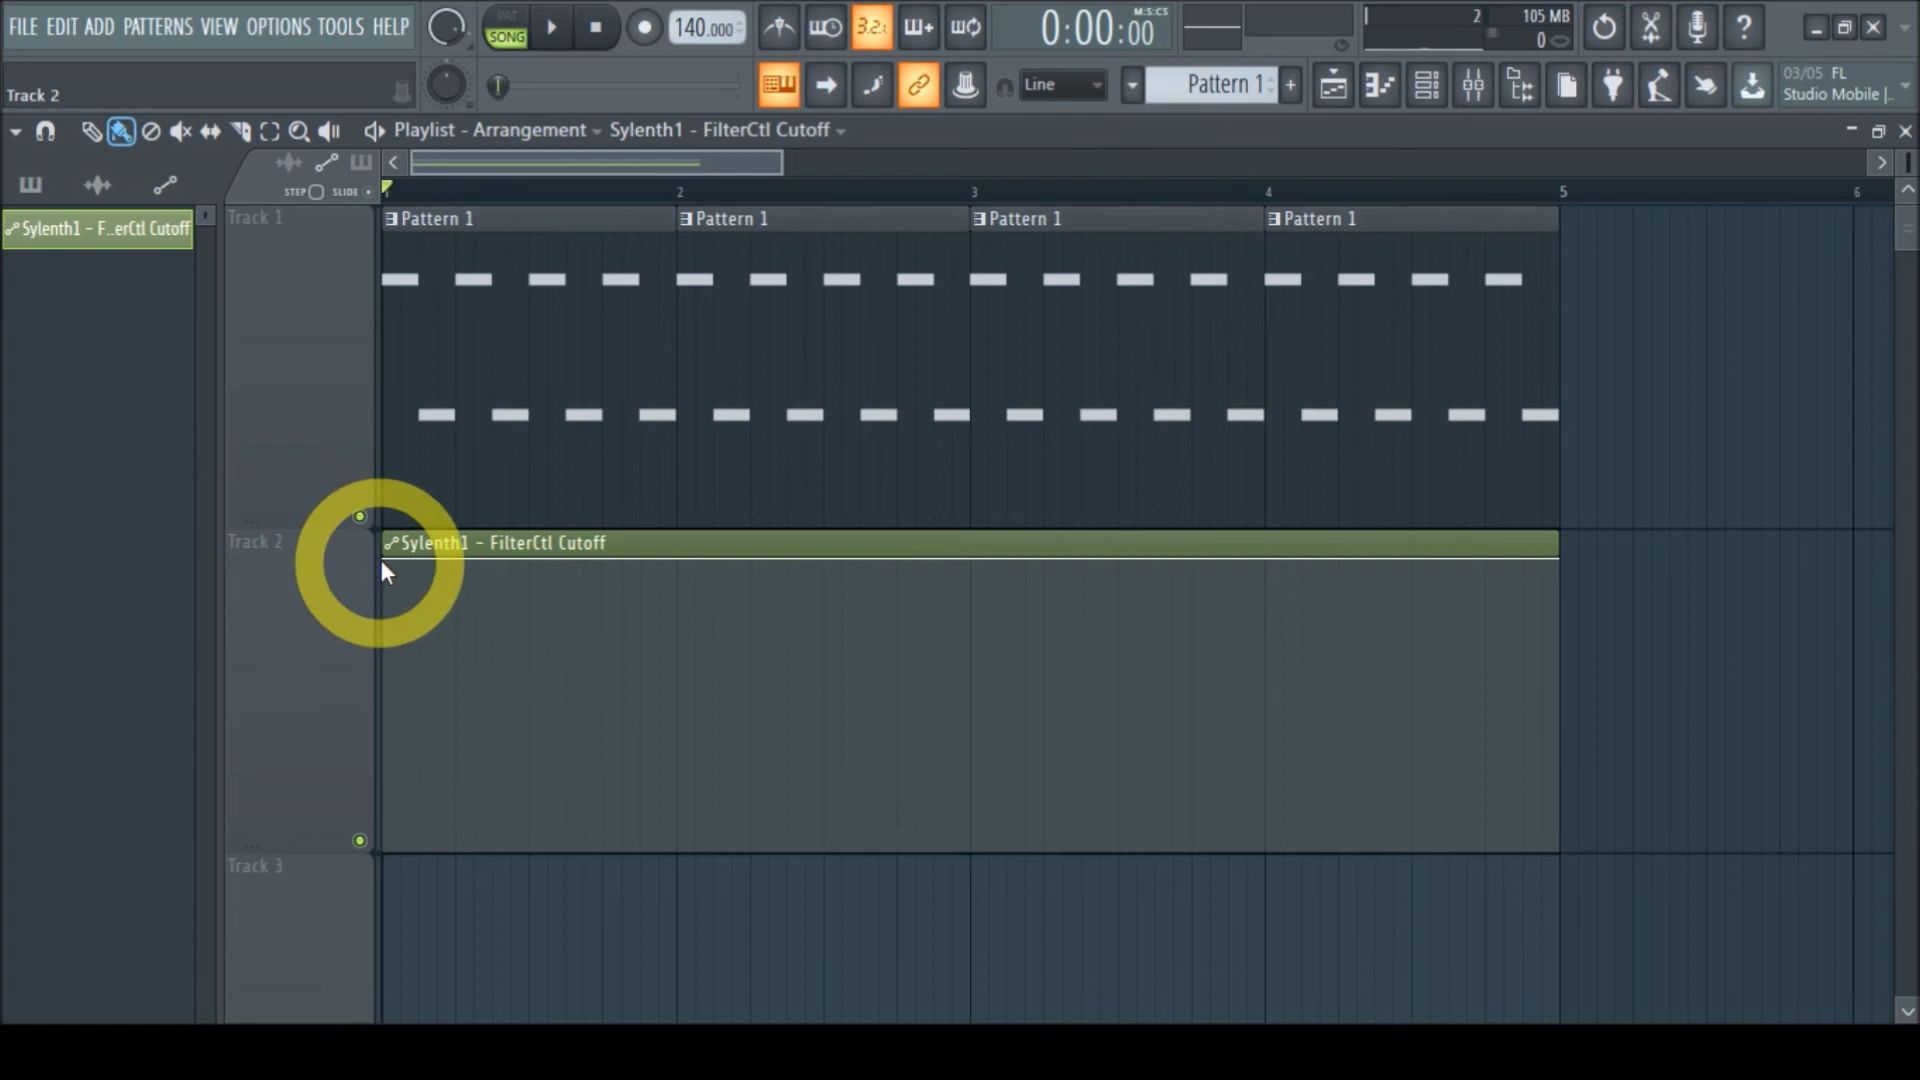 FILE EDIT ADD PATTERNS VIEW OPTIONS TOOLS HELP
PAT
SONG
140.000
3.2.
0:00:00
M:S:CS
2
105 MB
0
Track 2
Line
Pattern 1
03/05 FL
Studio Mobile |..
Playlist - Arrangement
Sylenth1 - FilterCtl Cutoff
STEP
SLIDE
2
3
4
5
6
Sylenth1 - F..erCtl Cutoff
Track 1
Pattern 1
Pattern 1
Pattern 1
Pattern 1
Track 2
Sylenth1 - FilterCtl Cutoff
Track 3